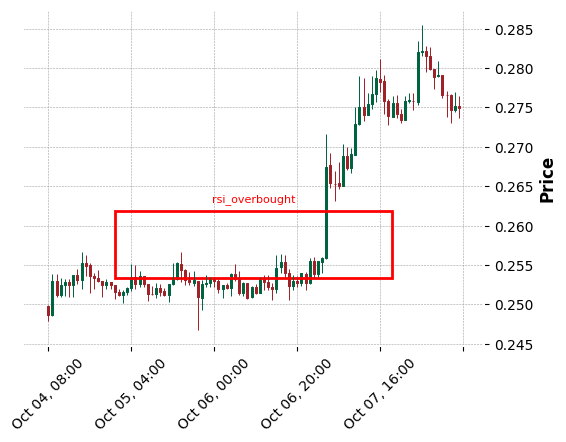 0.285
0.280
0.275
0.270
0.265
0.260
0.255
0.250
0.245
Price
rsi_overbought
Oct 04, 08:00
Oct 05, 04:00
Oct 06, 00:00
Oct 06, 20:00
Oct 07, 16:00